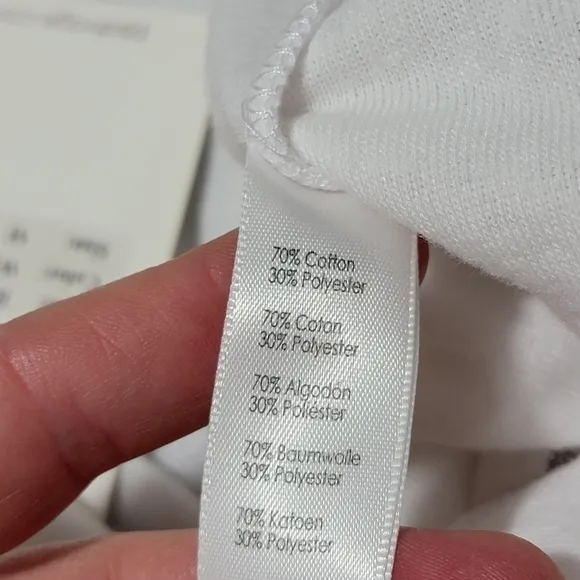 70% Cotton
30% Polyester
70% Cotan
30% Polyester
70% Algodón
30% Poliéster
70% Baumwolle
30% Polyester
70% Katoen
30% Polyester